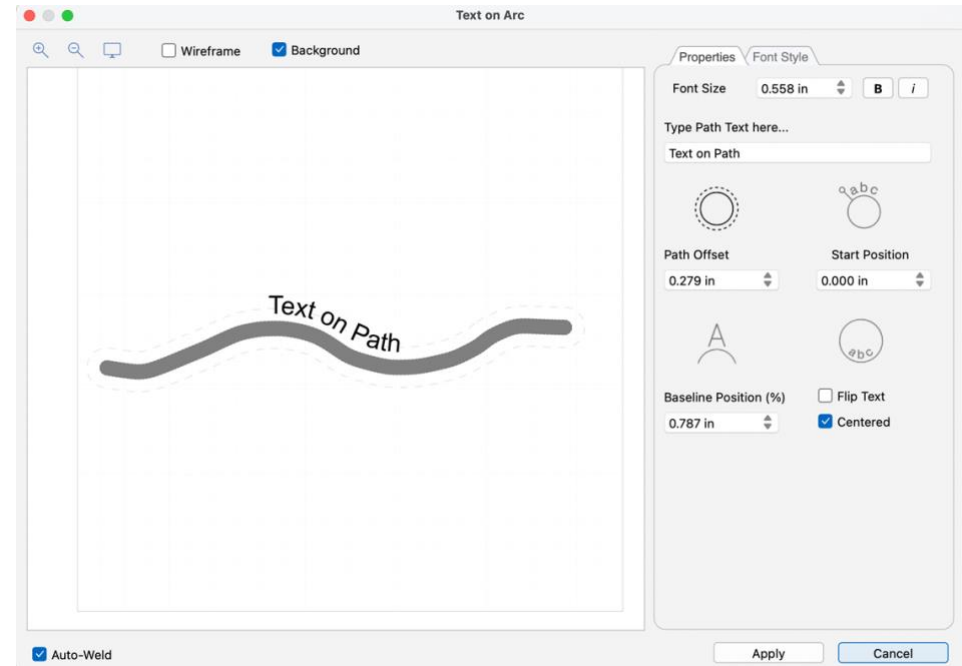 Text on Arc
Wireframe
Background
Properties
Font Style
Font Size
0.558 in
B
i
Type Path Text here...
Text on Path
abc
Path Offset
Start Position
0.279 in
0.000 in
Text on Path
A
abc
Baseline Position (%)
Flip Text
0.787 in
Centered
Auto-Weld
Apply
Cancel